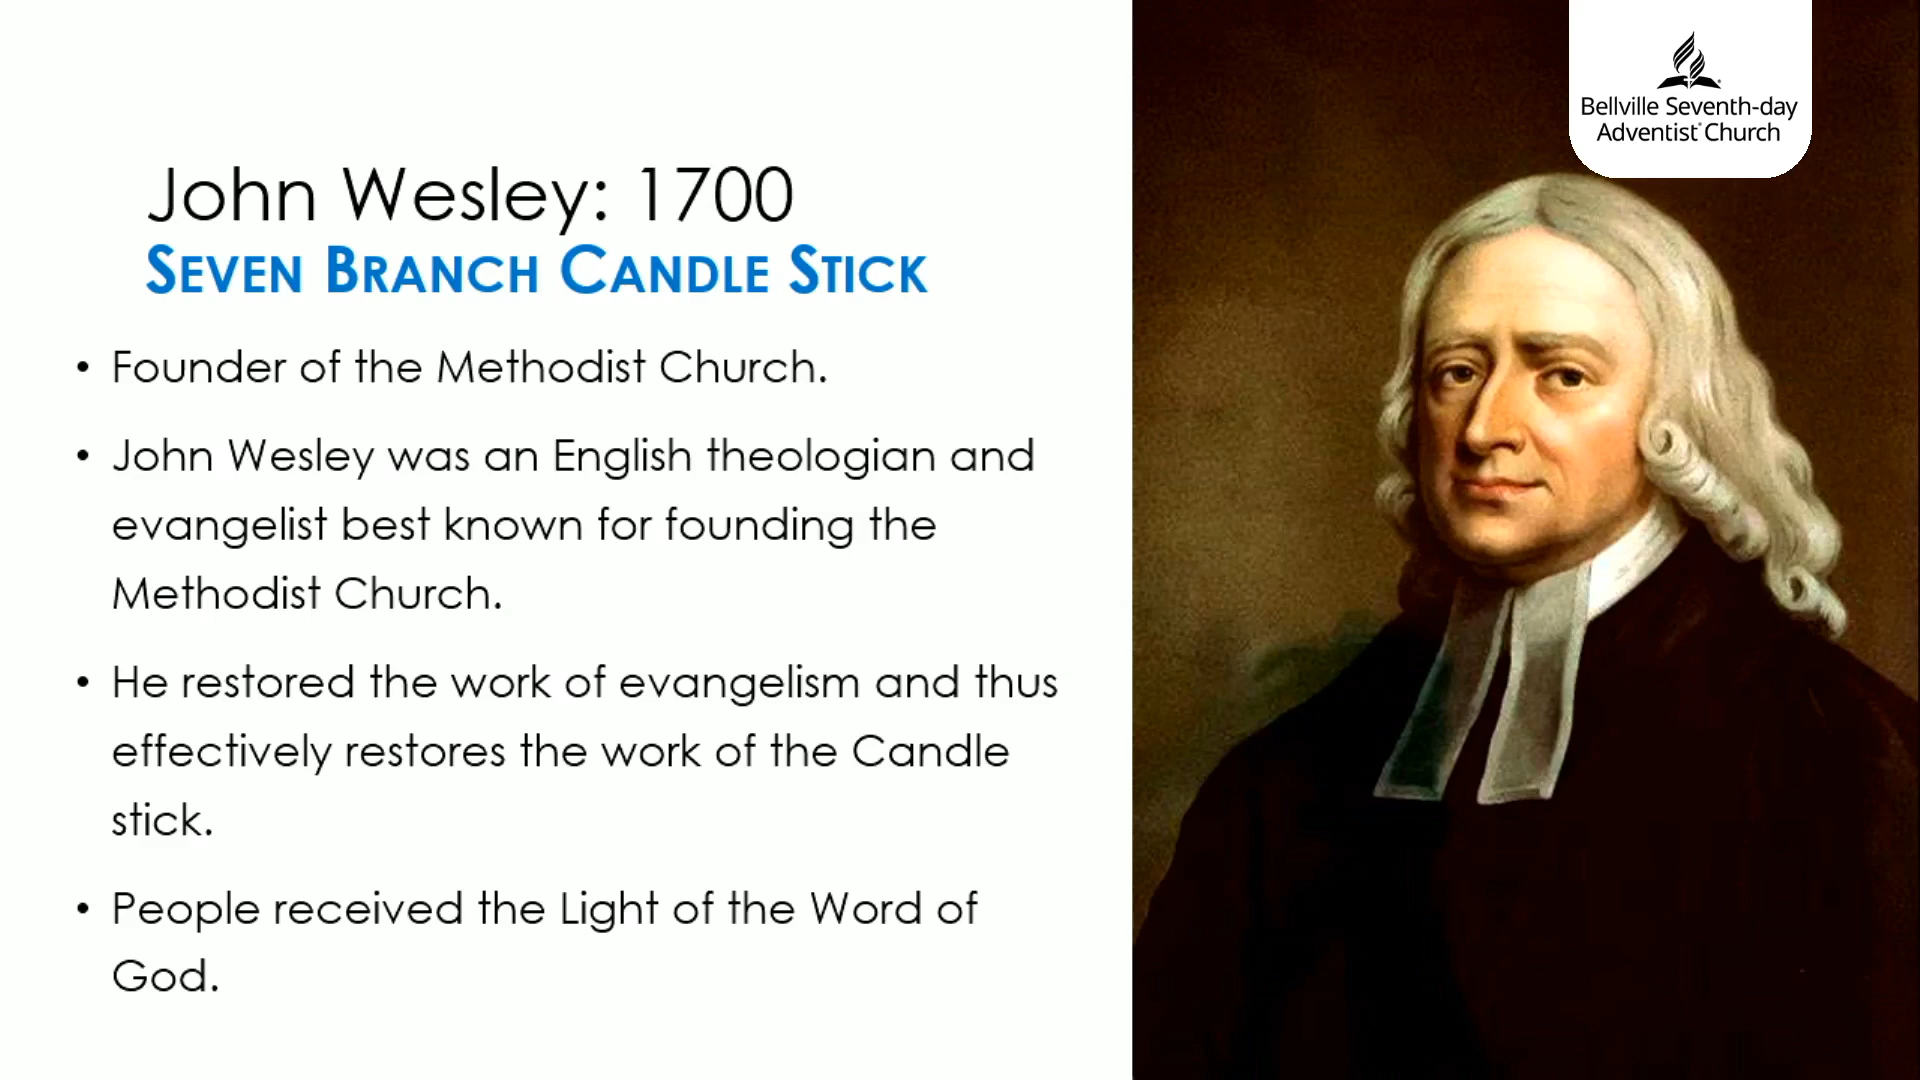 Bellville Seventh-day
Adventist® Church
John Wesley: 1700
SEVEN BRANCH CANDLE STICK
• Founder of the Methodist Church.
• John Wesley was an English theologian and
evangelist best known for founding the
Methodist Church.
• He restored the work of evangelism and thus
effectively restores the work of the Candle
stick.
• People received the Light of the Word of
God.